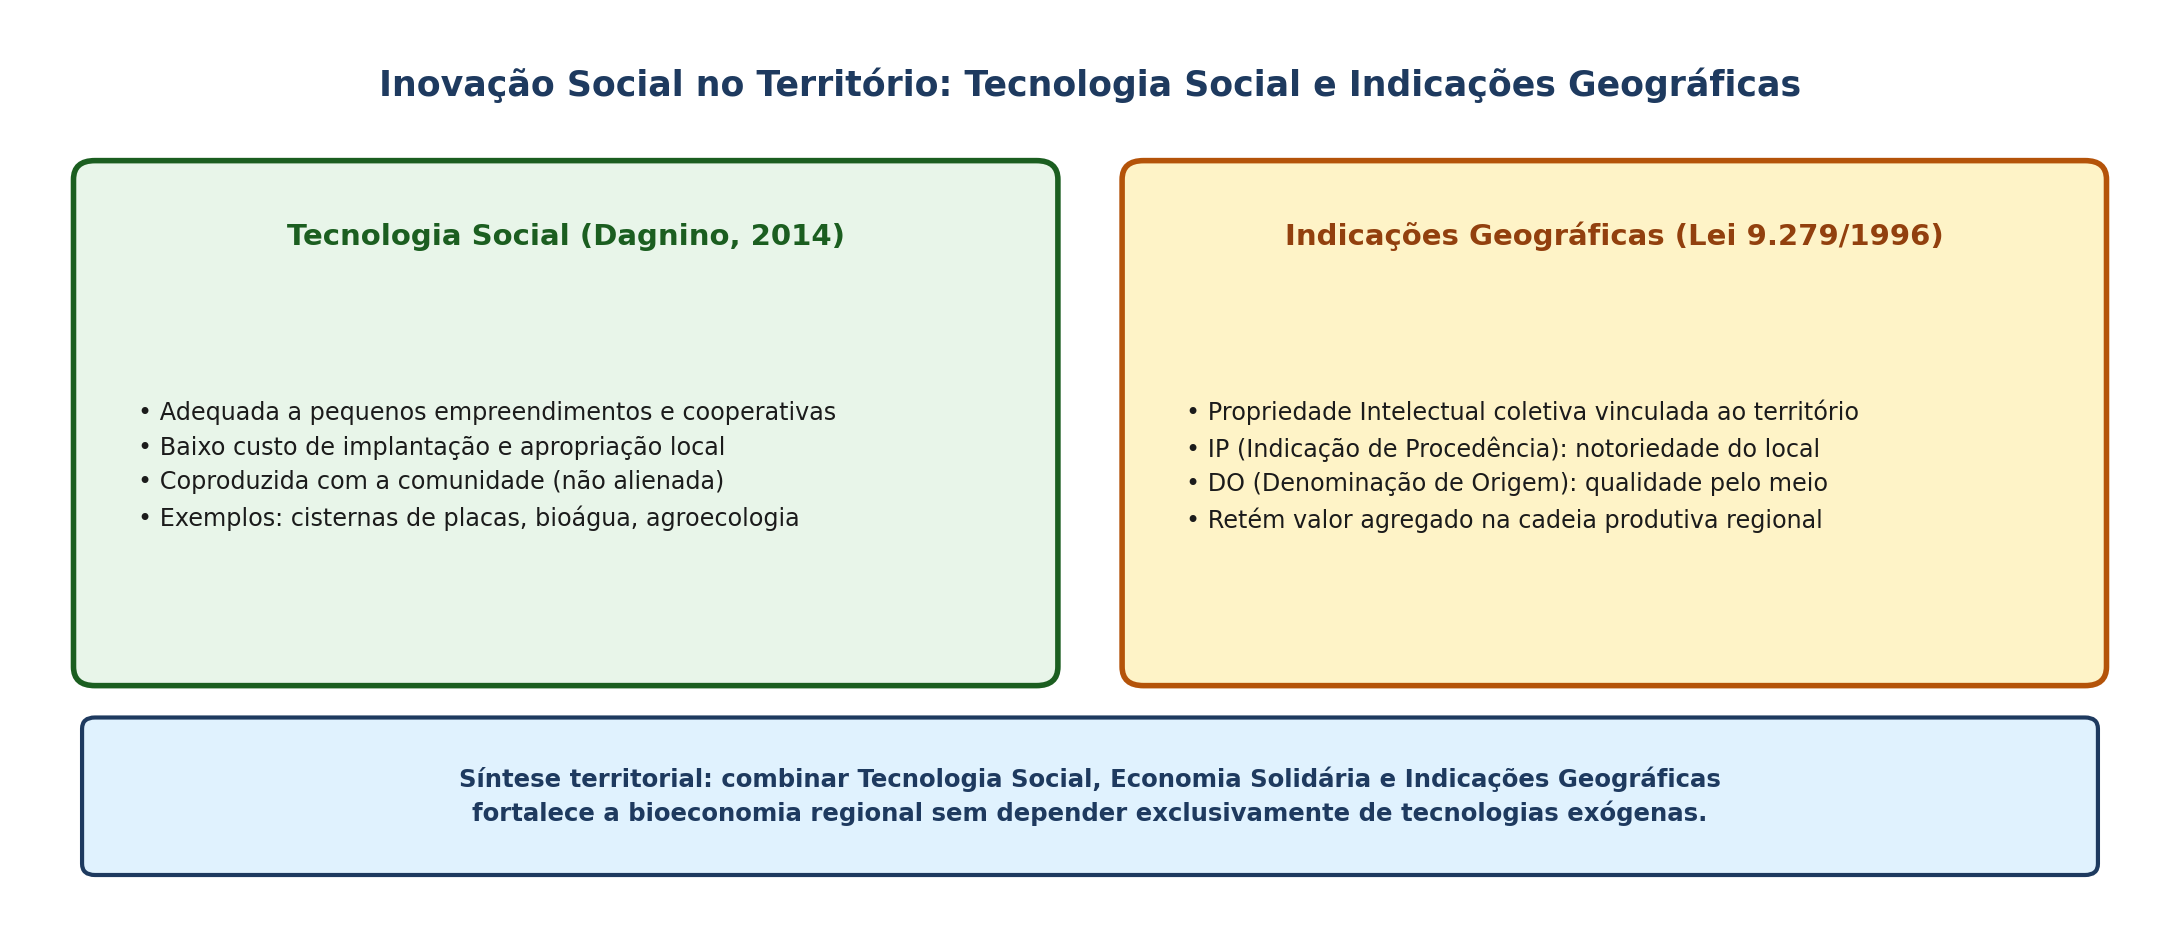 Inovação Social no Território: Tecnologia Social e Indicações Geográficas
Tecnologia Social (Dagnino, 2014)
• Adequada a pequenos empreendimentos e cooperativas
• Baixo custo de implantação e apropriação local
• Coproduzida com a comunidade (não alienada)
• Exemplos: cisternas de placas, bioágua, agroecologia
Indicações Geográficas (Lei 9.279/1996)
• Propriedade Intelectual coletiva vinculada ao território
• IP (Indicação de Procedência): notoriedade do local
• DO (Denominação de Origem): qualidade pelo meio
• Retém valor agregado na cadeia produtiva regional
Síntese territorial: combinar Tecnologia Social, Economia Solidária e Indicações Geográficas
fortalece a bioeconomia regional sem depender exclusivamente de tecnologias exógenas.